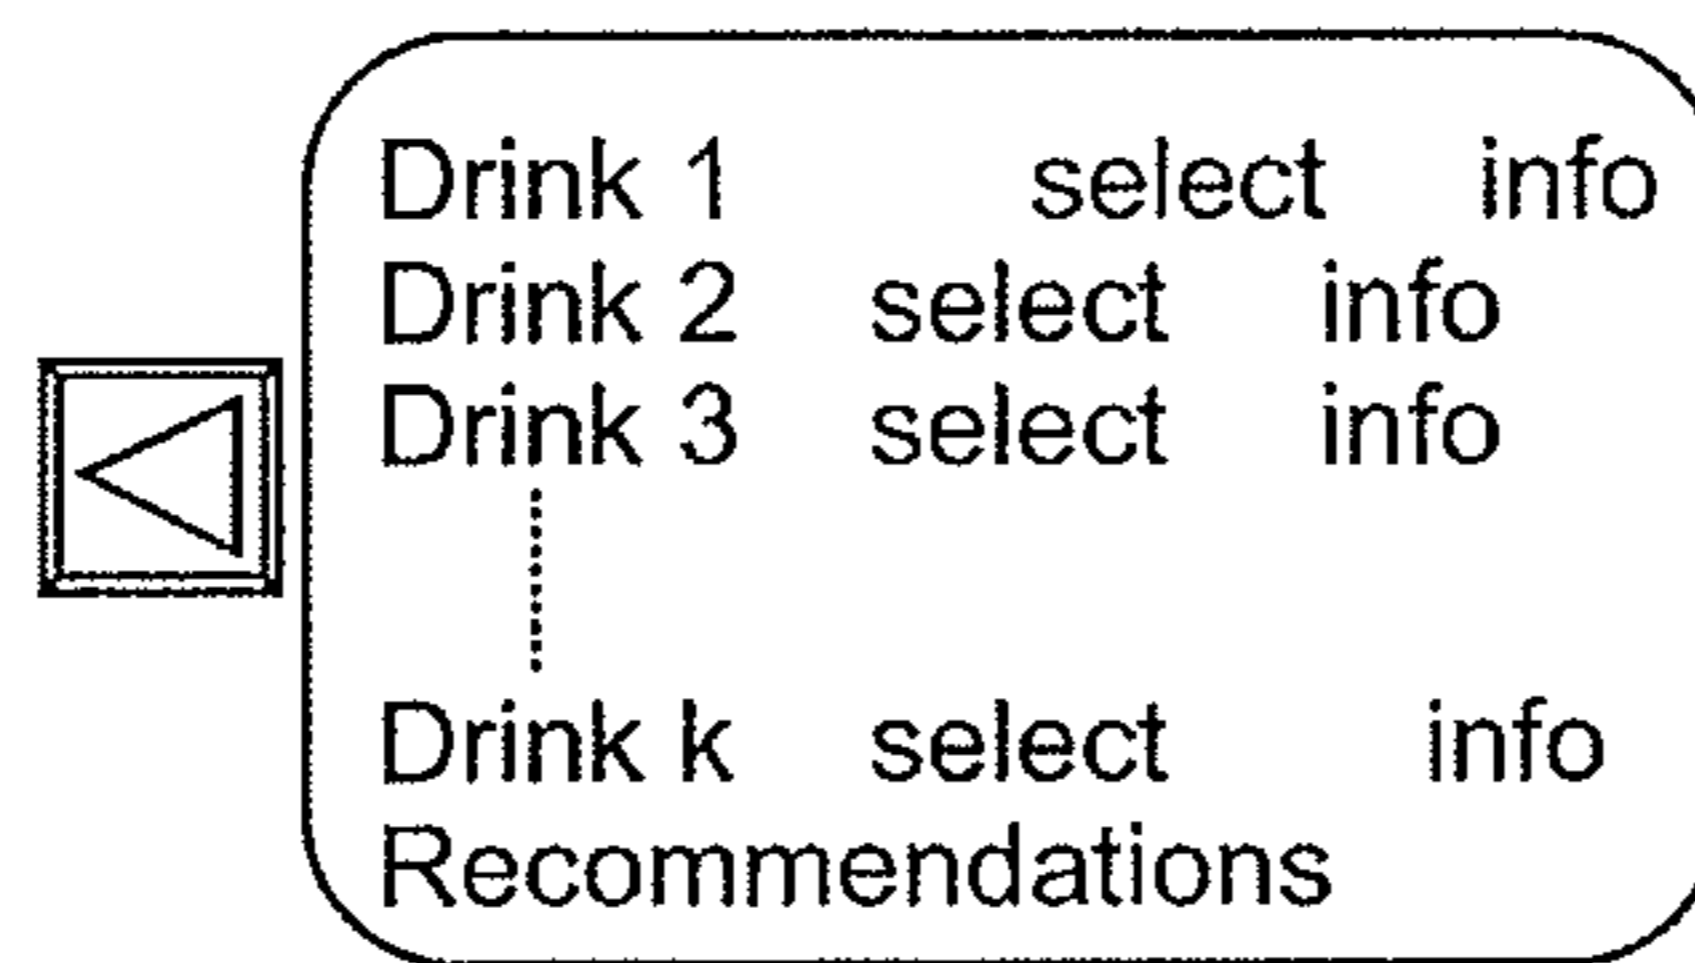 Drink 1 select info
Drink 2 select info
Drink 3 select info
Drink k select info
Recommendations